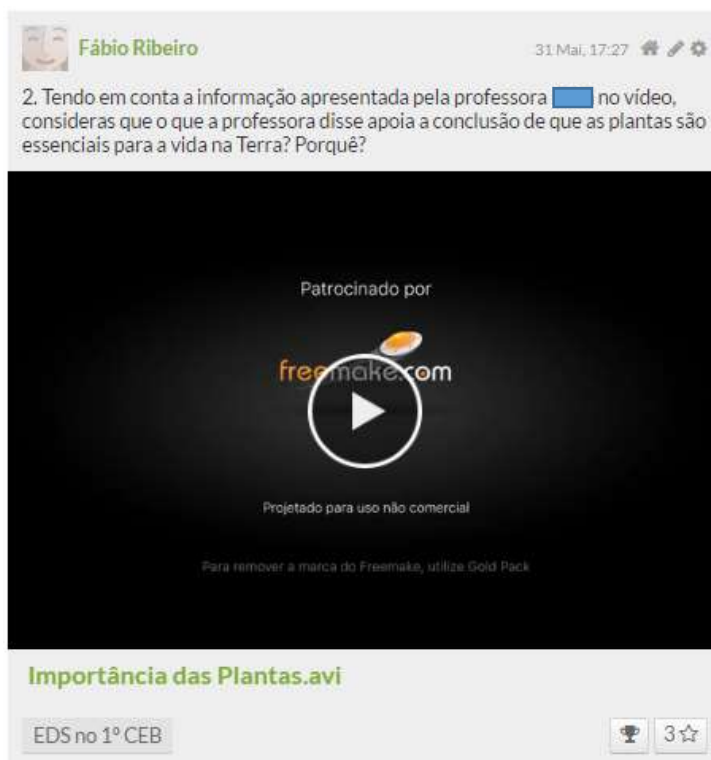 Fábio Ribeiro
31 Mai, 17:27
2. Tendo em conta a informação apresentada pela professora no vídeo,
consideras que o que a professora disse apoia a conclusão de que as plantas são
essenciais para a vida na Terra? Porquê?
Patrocinado por
freemake.com
Projetado para uso não comercial
Para remover a marca do Freemake, utilize Gold Pack
Importância das Plantas.avi
EDS no 1º CEB
3